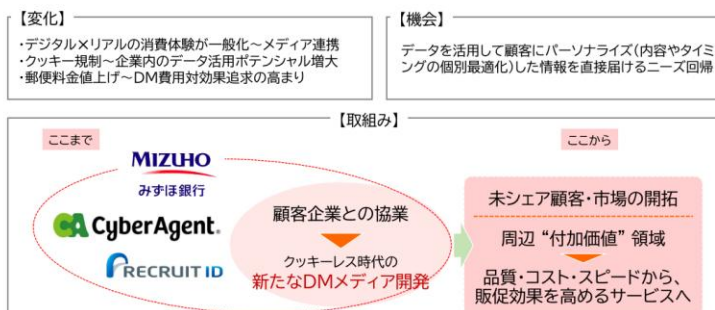 【変化】
・デジタル×リアルの消費体験が一般化～メディア連携
・クッキー規制～企業内のデータ活用ポテンシャル増大
・郵便料金値上げ～DM費用対効果追求の高まり
【機会】
データを活用して顧客にパーソナライズ(内容やタイミ
ングの個別最適化)した情報を直接届けるニーズ回帰
【取組み】
ここまで
MIZUHO
みずほ銀行
CyberAgent.
RECRUIT ID
顧客企業との協業
クッキーレス時代の
新たなDMメディア開発
ここから
未シェア顧客・市場の開拓
周辺 “付加価値” 領域
品質・コスト・スピードから、
販促効果を高めるサービスへ